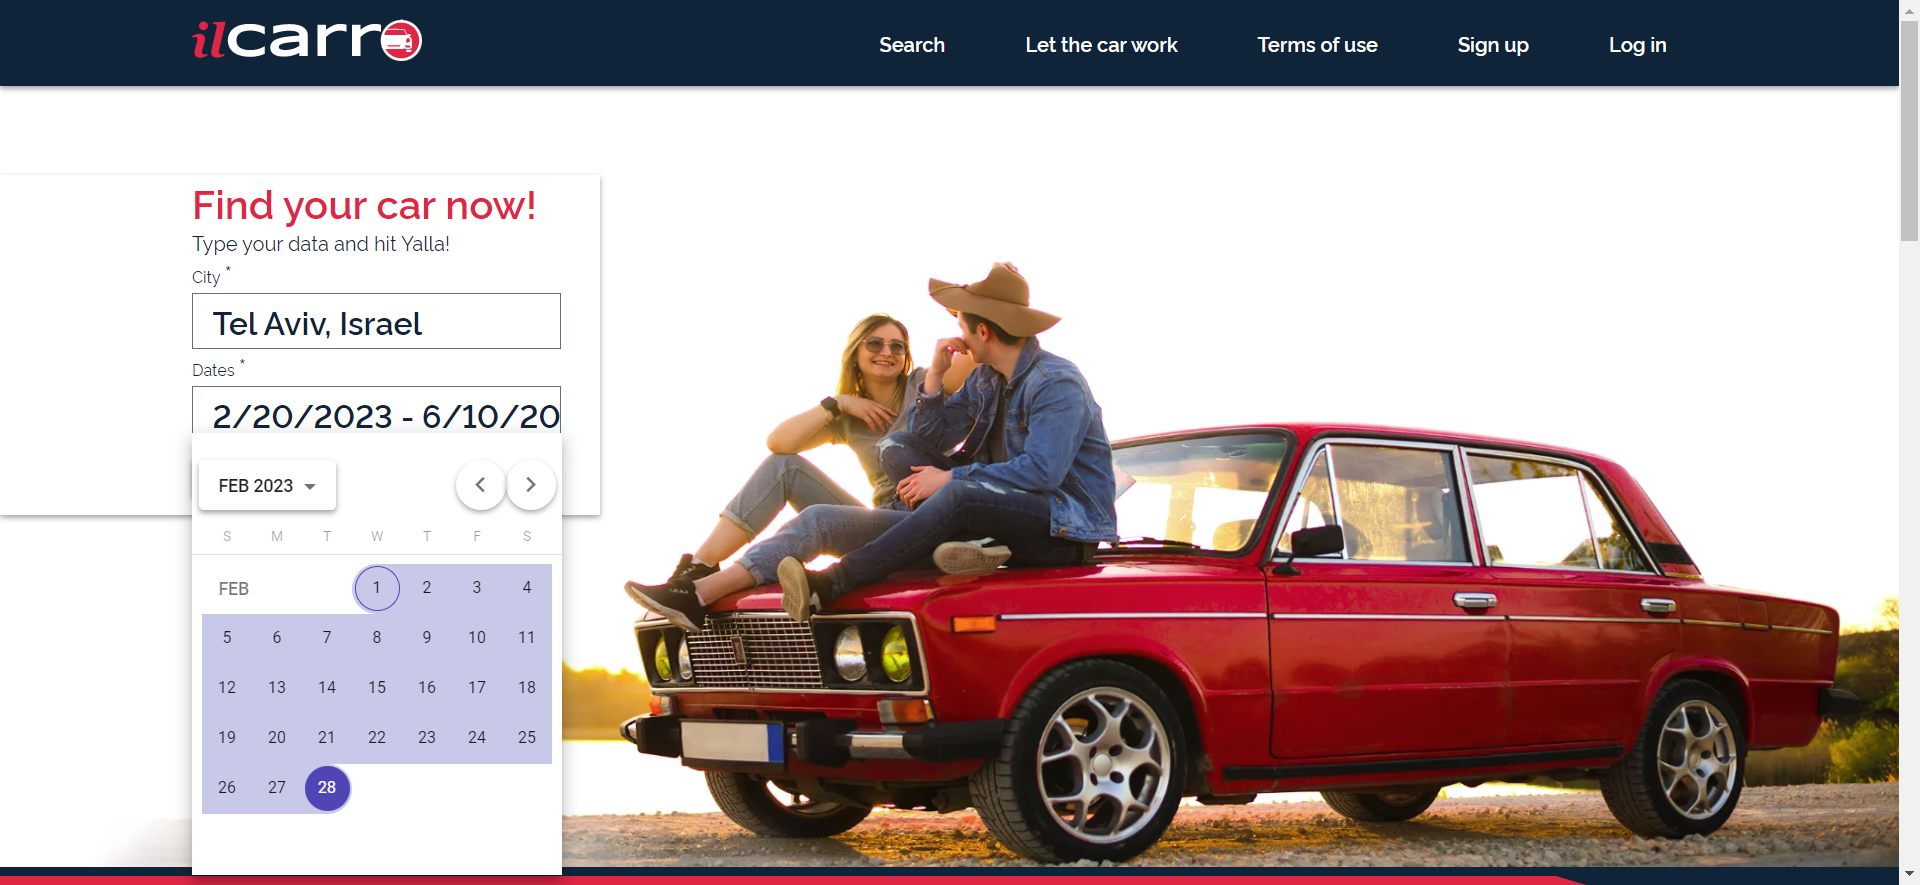 ilcarro
Search Let the car work Terms of use Sign up Log in
Find your car now!
Type your data and hit Yalla!
City *
Tel Aviv, Israel
Dates *
2/20/2023 - 6/10/20
FEB 2023
S M T W T F S
FEB 1 2 3 4
5 6 7 8 9 10 11
12 13 14 15 16 17 18
19 20 21 22 23 24 25
26 27 28